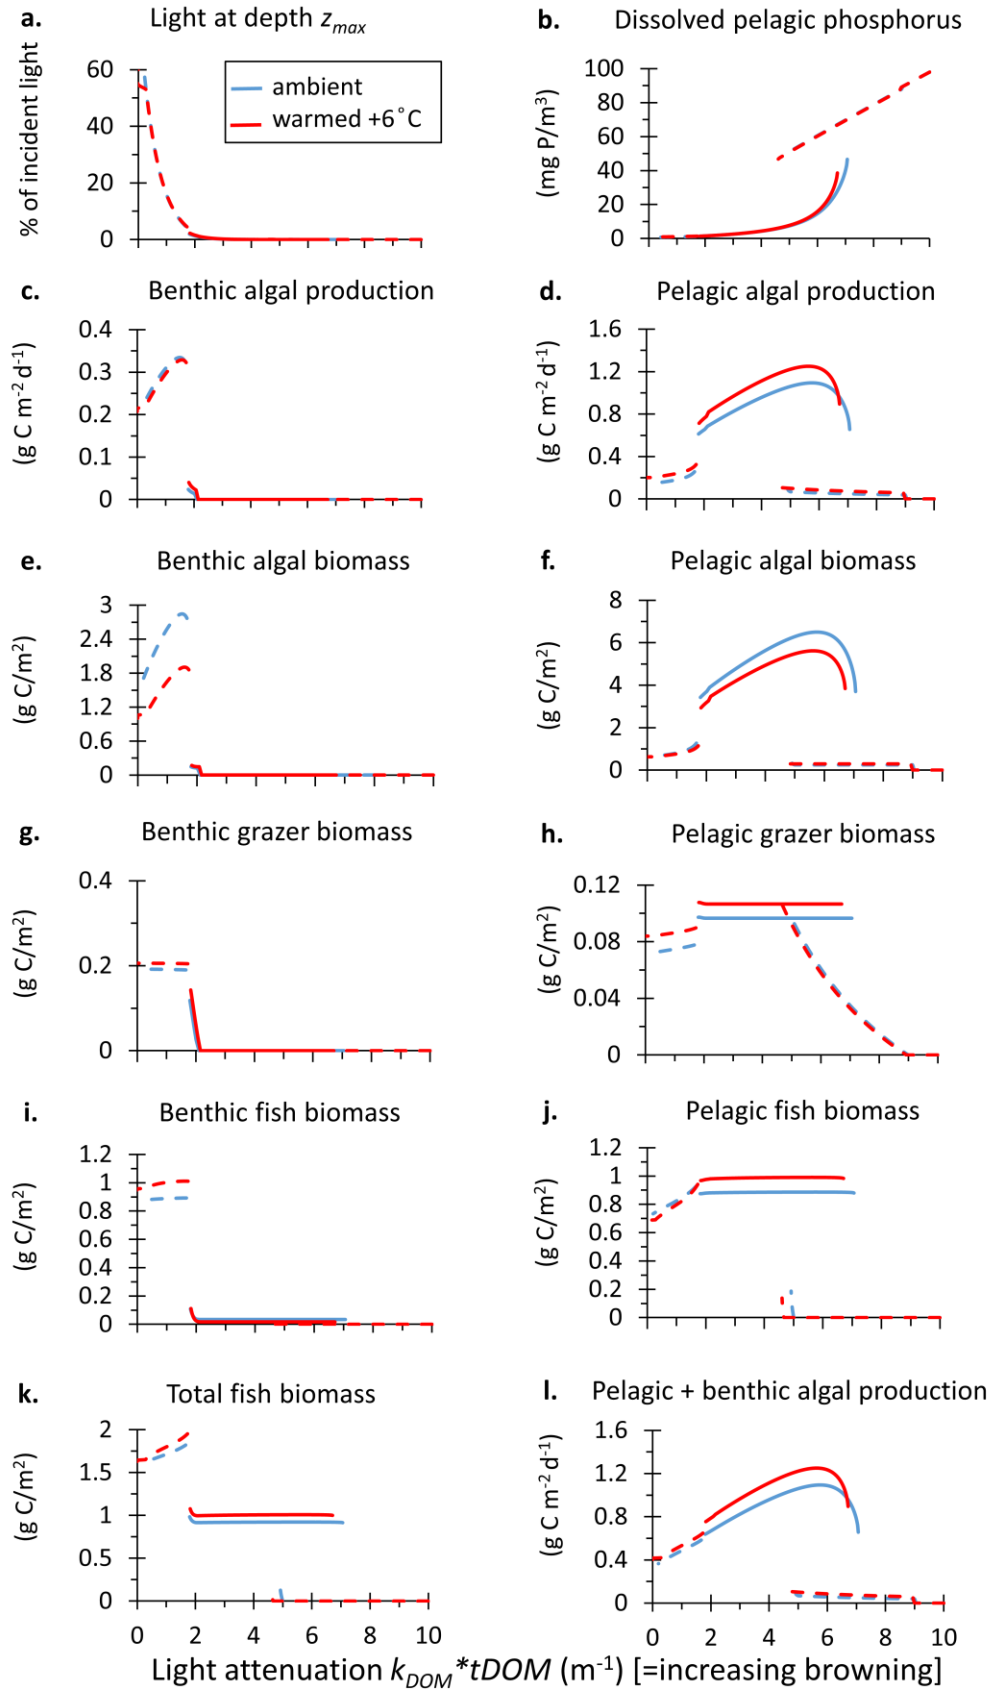 a. Light at depth zmax
% of incident light
60
40
20
0
ambient
warmed +6˚C
b. Dissolved pelagic phosphorus
(mg P/m³)
100
80
60
40
20
0
c. Benthic algal production
(g C m⁻² d⁻¹)
0.4
0.3
0.2
0.1
0
d. Pelagic algal production
(g C m⁻² d⁻¹)
1.6
1.2
0.8
0.4
0
e. Benthic algal biomass
(g C/m²)
3
2.4
1.8
1.2
0.6
0
f. Pelagic algal biomass
(g C/m²)
8
6
4
2
0
g. Benthic grazer biomass
(g C/m²)
0.4
0.2
0
h. Pelagic grazer biomass
(g C/m²)
0.12
0.08
0.04
0
i. Benthic fish biomass
(g C/m²)
1.2
1
0.8
0.6
0.4
0.2
0
j. Pelagic fish biomass
(g C/m²)
1.2
1
0.8
0.6
0.4
0.2
0
k. Total fish biomass
(g C/m²)
2
1.5
1
0.5
0
0 2 4 6 8 10
l. Pelagic + benthic algal production
(g C m⁻² d⁻¹)
1.6
1.2
0.8
0.4
0
0 2 4 6 8 10
Light attenuation kDOM*tDOM (m⁻¹) [=increasing browning]